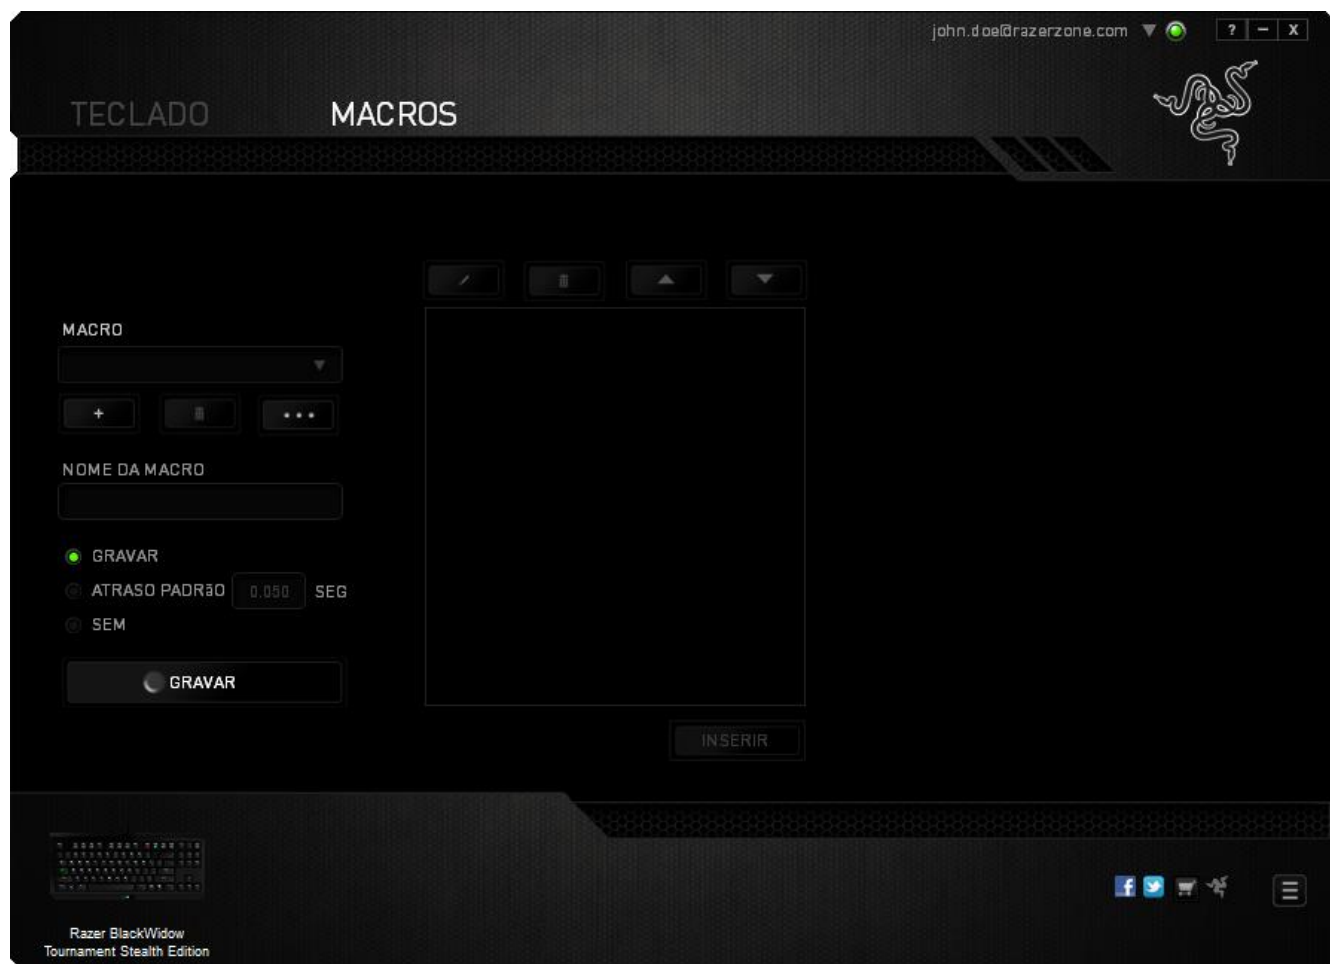 john.doe@razerzone.com
? – X
TECLADO MACROS
MACRO
+ •••
NOME DA MACRO
GRAVAR
ATRASO PADRãO 0.050 SEG
SEM
GRAVAR
INSERIR
Razer BlackWidow
Tournament Stealth Edition